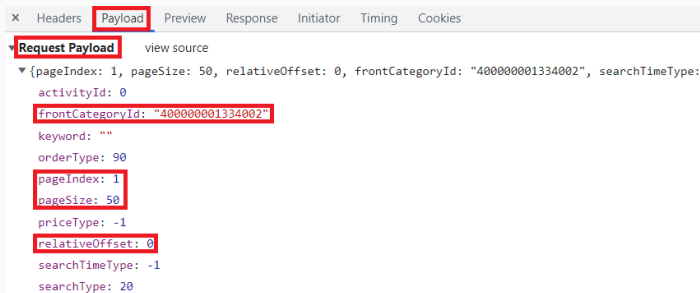 × Headers Payload Preview Response Initiator Timing Cookies
▼Request Payload view source
▼{pageIndex: 1, pageSize: 50, relativeOffset: 0, frontCategoryId: "400000001334002", searchTimeType:
activityId: 0
frontCategoryId: "400000001334002"
keyword: ""
orderType: 90
pageIndex: 1
pageSize: 50
priceType: -1
relativeOffset: 0
searchTimeType: -1
searchType: 20